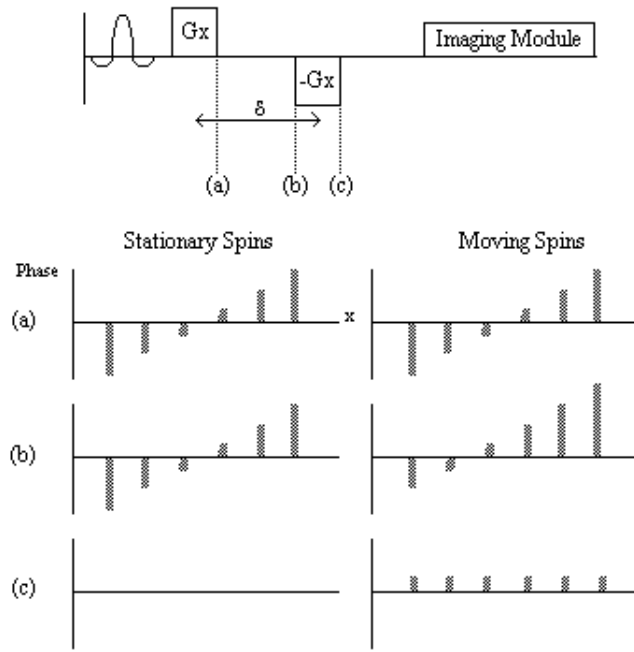 Gx
Imaging Module
-Gx
δ
(a)
(b)
(c)
Stationary Spins
Moving Spins
Phase
(a)
x
(b)
(c)